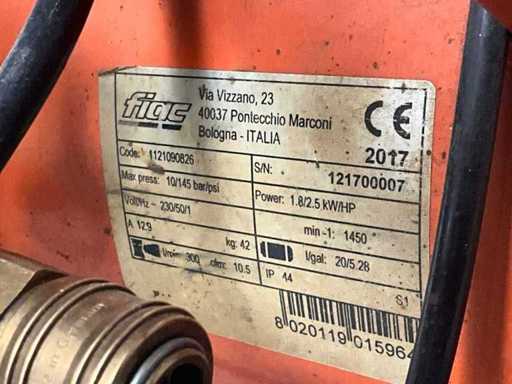 fiac
Via Vizzano, 23
40037 Pontecchio Marconi
Bologna - ITALIA
CE
2017
Code: 1121090826
S/N: 121700007
Max press: 10/145 bar/psi
Power: 1.8/2.5 kW/HP
Volt/Hz ~ 230/50/1
min -1: 1450
A 12,9
kg: 42
l/gal: 20/5.28
l/min: 300 cfm: 10.5
IP 44
S1
8 020119 015964